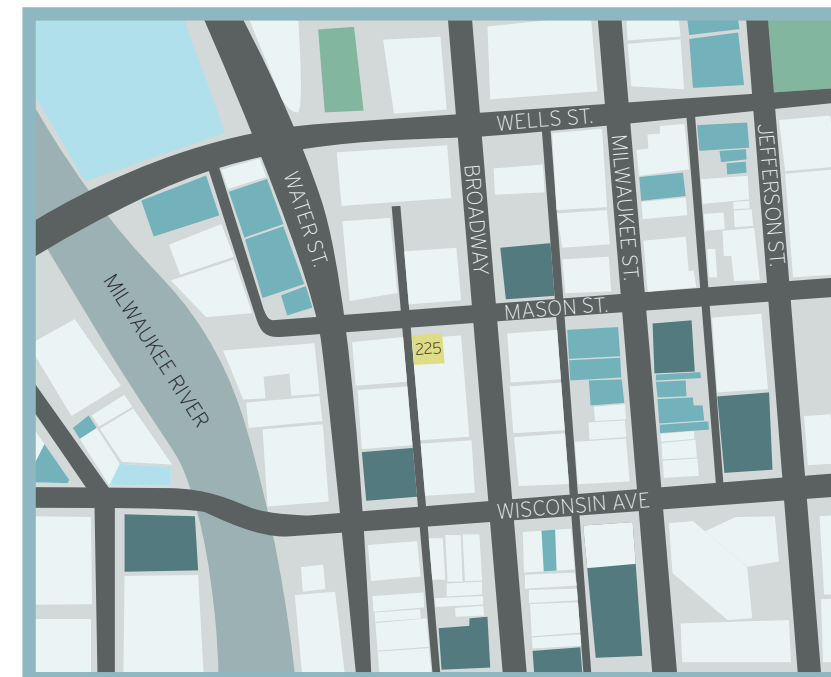 WELLS ST.
WATER ST.
BROADWAY
MILWAUKEE ST.
JEFFERSON ST.
MILWAUKEE RIVER
MASON ST.
225
WISCONSIN AVE